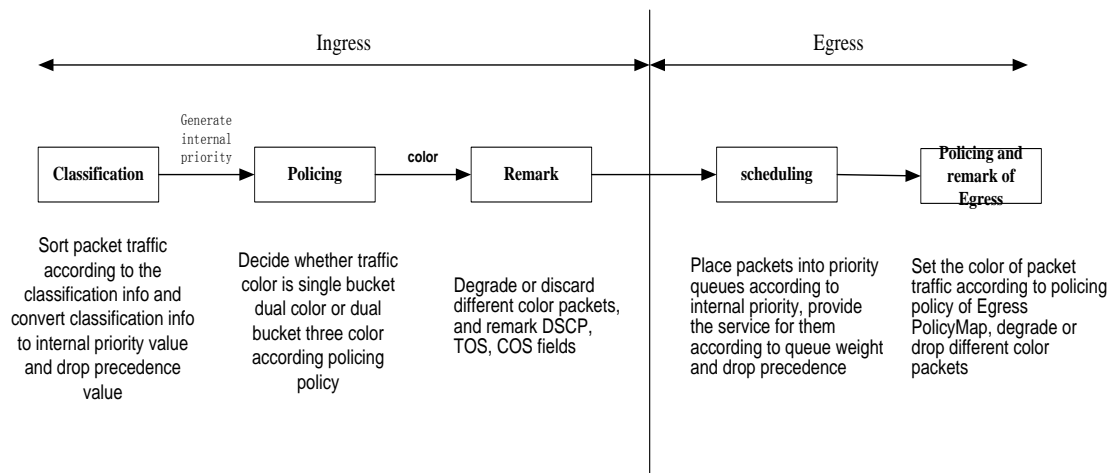 Ingress
Egress
Generate
internal
priority
color
Classification
Policing
Remark
scheduling
Policing and
remark of
Egress
Sort packet traffic
according to the
classification info and
convert classification info
to internal priority value
and drop precedence
value
Decide whether traffic
color is single bucket
dual color or dual
bucket three color
according policing
policy
Degrade or discard
different color packets,
and remark DSCP,
TOS, COS fields
Place packets into priority
queues according to
internal priority, provide
the service for them
according to queue weight
and drop precedence
Set the color of packet
traffic according to policing
policy of Egress
PolicyMap, degrade or
drop different color
packets